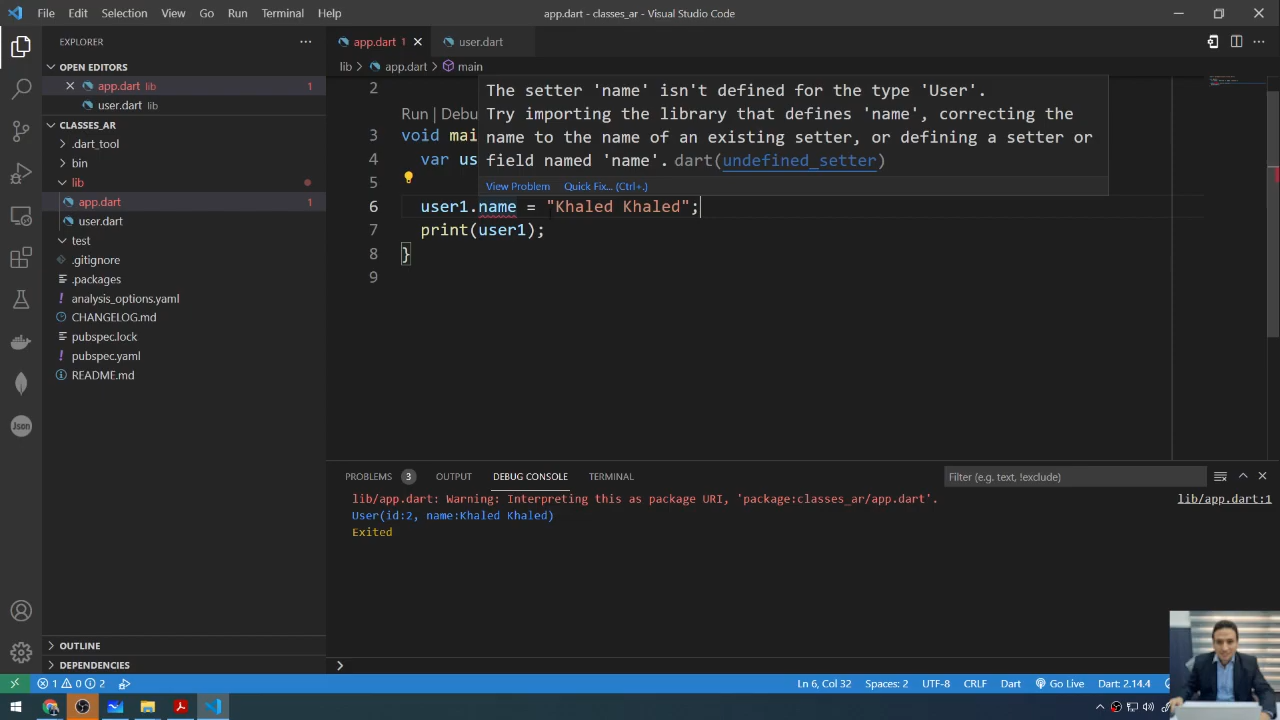 File Edit Selection View Go Run Terminal Help
app.dart - classes_ar - Visual Studio Code
EXPLORER
OPEN EDITORS
app.dart lib 1
user.dart lib
CLASSES_AR
.dart_tool
bin
lib
app.dart 1
user.dart
test
.gitignore
.packages
analysis_options.yaml
CHANGELOG.md
pubspec.lock
pubspec.yaml
README.md
OUTLINE
DEPENDENCIES
app.dart 1
user.dart
lib > app.dart > main
2
The setter 'name' isn't defined for the type 'User'.
Try importing the library that defines 'name', correcting the
name to the name of an existing setter, or defining a setter or
field named 'name'. dart(undefined_setter)
View Problem Quick Fix... (Ctrl+.)
Run | Debu
3 void mai
4 var us
5
6 user1.name = "Khaled Khaled";
7 print(user1);
8 }
9
PROBLEMS 3 OUTPUT DEBUG CONSOLE TERMINAL
Filter (e.g. text, !exclude)
lib/app.dart: Warning: Interpreting this as package URI, 'package:classes_ar/app.dart'. lib/app.dart:1
User(id:2, name:Khaled Khaled)
Exited
Json
1 0 2
Ln 6, Col 32 Spaces: 2 UTF-8 CRLF Dart Go Live Dart: 2.14.4